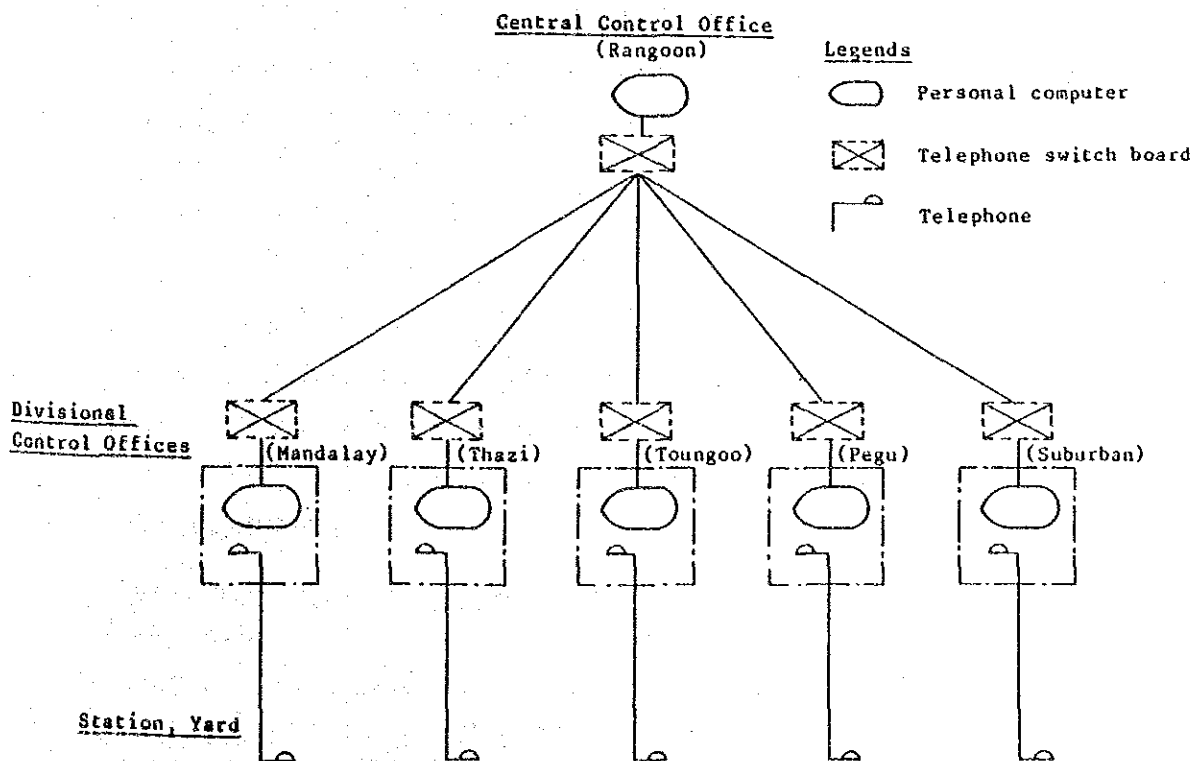 Central Control Office
(Rangoon)
Legends
Personal computer
Telephone switch board
Telephone
Divisional
Control Offices
(Mandalay)
(Thazi)
(Toungoo)
(Pegu)
(Suburban)
Station, Yard